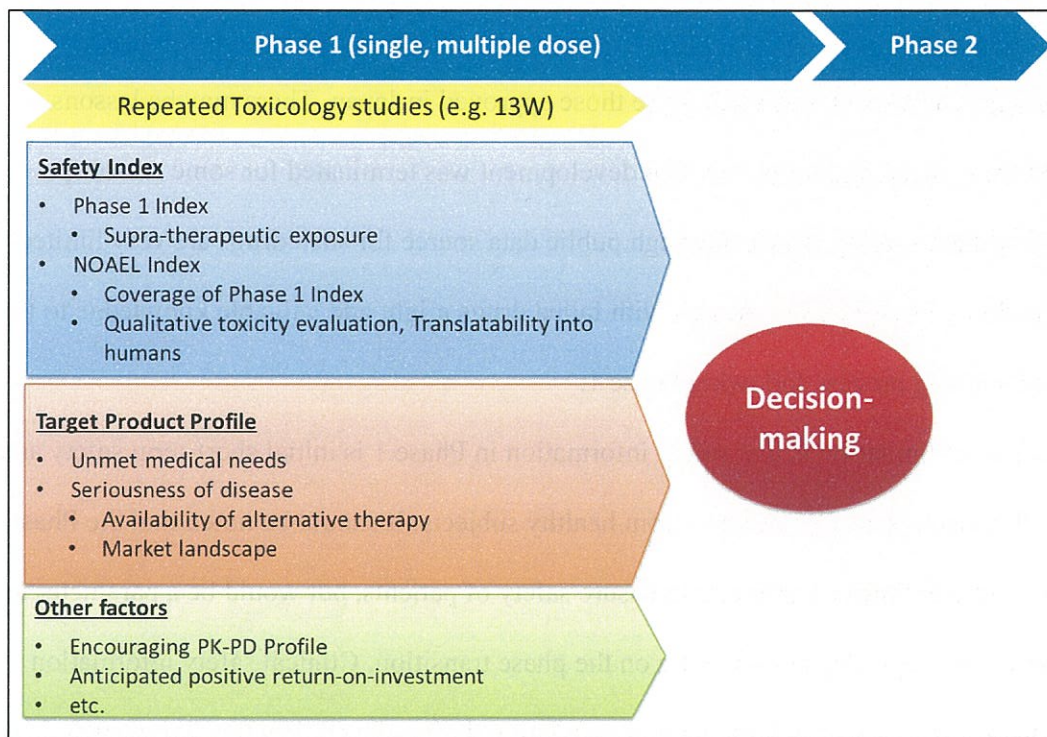 Phase 1 (single, multiple dose)
Phase 2
Repeated Toxicology studies (e.g. 13W)
Safety Index
• Phase 1 Index
• Supra-therapeutic exposure
• NOAEL Index
• Coverage of Phase 1 Index
• Qualitative toxicity evaluation, Translatability into
humans
Target Product Profile
• Unmet medical needs
• Seriousness of disease
• Availability of alternative therapy
• Market landscape
Other factors
• Encouraging PK-PD Profile
• Anticipated positive return-on-investment
• etc.
Decision-
making